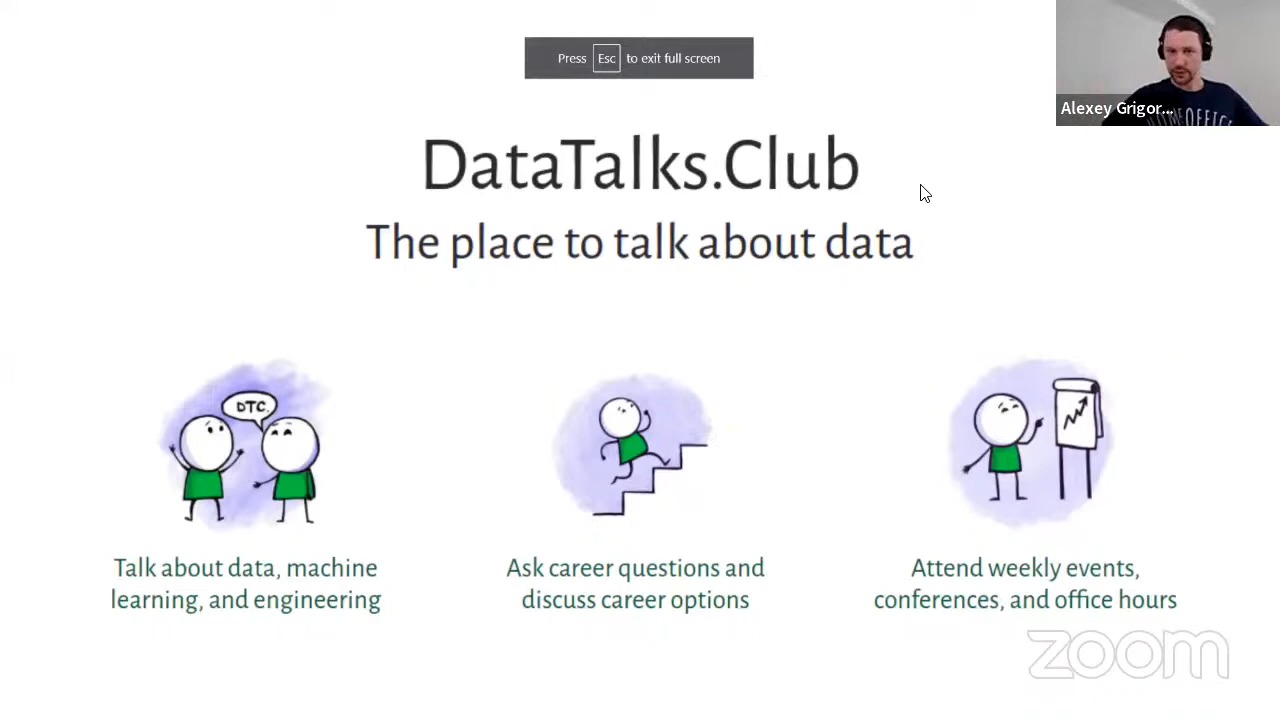 Press Esc to exit full screen
Alexey Grigor...
DataTalks.Club
The place to talk about data
DTC
Talk about data, machine
learning, and engineering
Ask career questions and
discuss career options
Attend weekly events,
conferences, and office hours
zoom